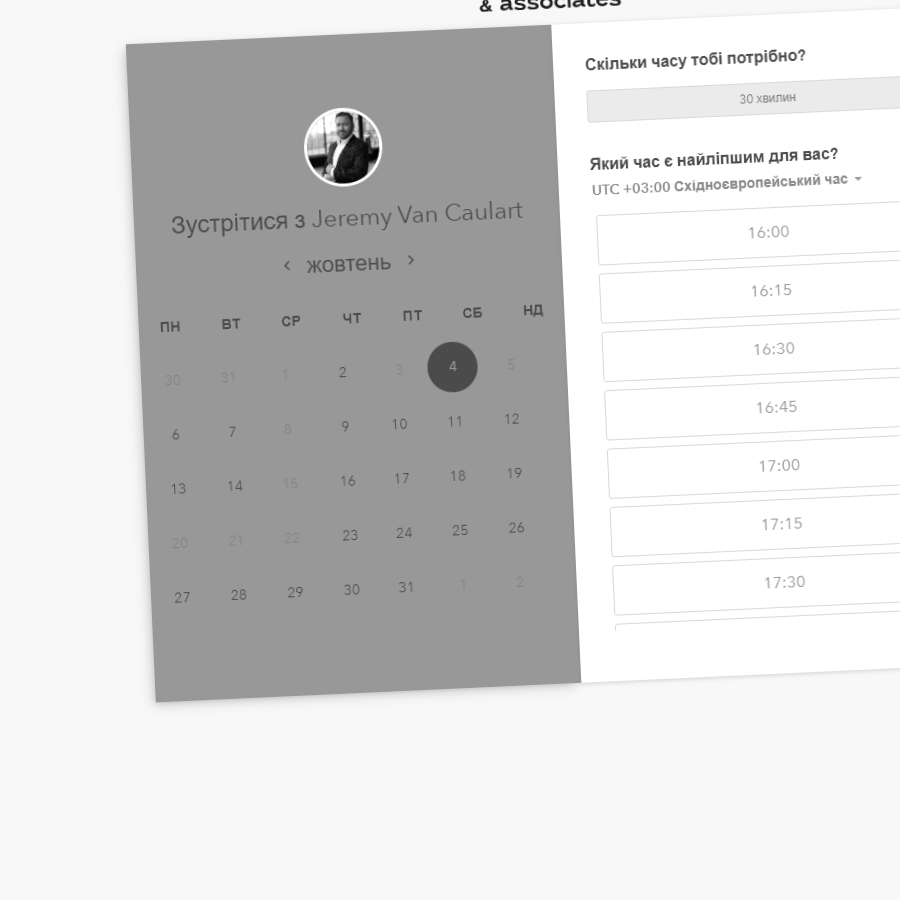 & associates
Зустрітися з Jeremy Van Caulart
жовтень
ПН ВТ СР ЧТ ПТ СБ НД
30 31 1 2 3 4 5
6 7 8 9 10 11 12
13 14 15 16 17 18 19
20 21 22 23 24 25 26
27 28 29 30 31 1 2
Скільки часу тобі потрібно?
30 хвилин
Який час є найліпшим для вас?
UTC +03:00 Східноєвропейський час
16:00
16:15
16:30
16:45
17:00
17:15
17:30